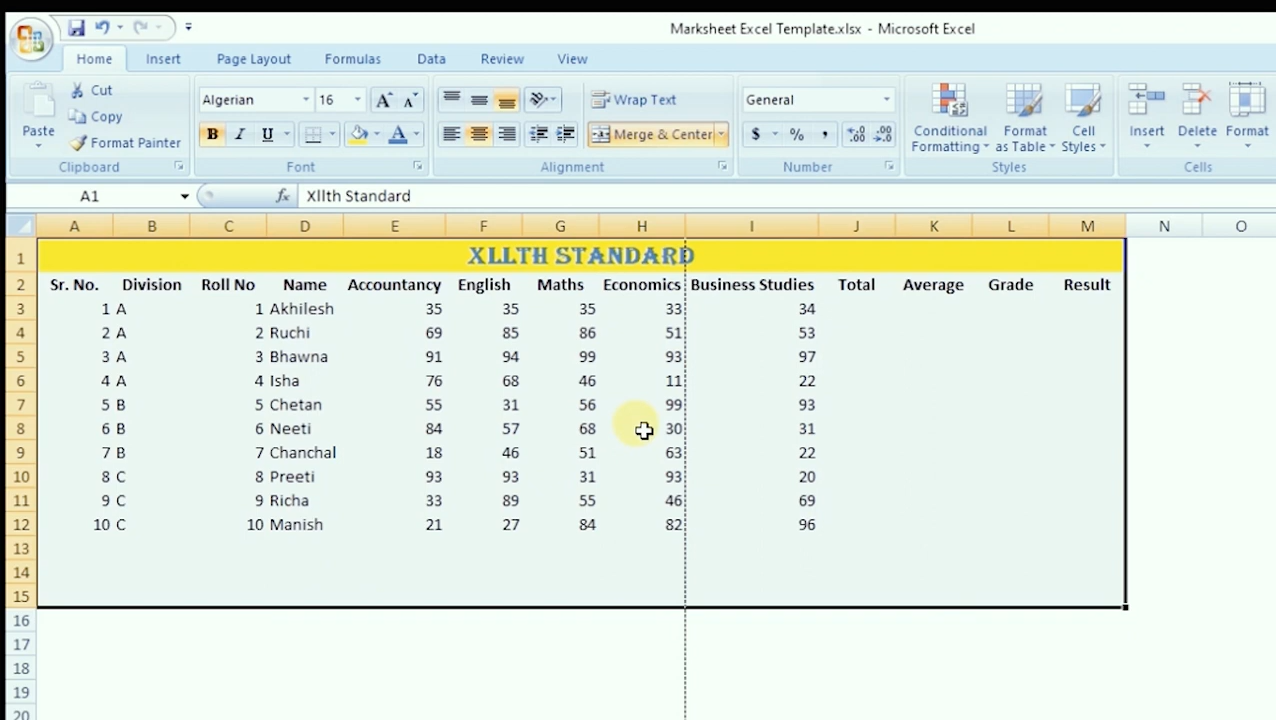 Marksheet Excel Template.xlsx - Microsoft Excel
Home Insert Page Layout Formulas Data Review View
Paste Cut Copy Format Painter Clipboard
Algerian 16 A A B I U A Font
Wrap Text Merge & Center Alignment
General $ % , .0 .00 .00 .0 Number
Conditional Formatting Format as Table Cell Styles Styles
Insert Delete Format Cells
A1 fx Xllth Standard
A B C D E F G H I J K L M N O
1 XLLTH STANDARD
2 Sr. No. Division Roll No Name Accountancy English Maths Economics Business Studies Total Average Grade Result
3 1 A 1 Akhilesh 35 35 35 33 34
4 2 A 2 Ruchi 69 85 86 51 53
5 3 A 3 Bhawna 91 94 99 93 97
6 4 A 4 Isha 76 68 46 11 22
7 5 B 5 Chetan 55 31 56 99 93
8 6 B 6 Neeti 84 57 68 30 31
9 7 B 7 Chanchal 18 46 51 63 22
10 8 C 8 Preeti 93 93 31 93 20
11 9 C 9 Richa 33 89 55 46 69
12 10 C 10 Manish 21 27 84 82 96
13
14
15
16
17
18
19
20